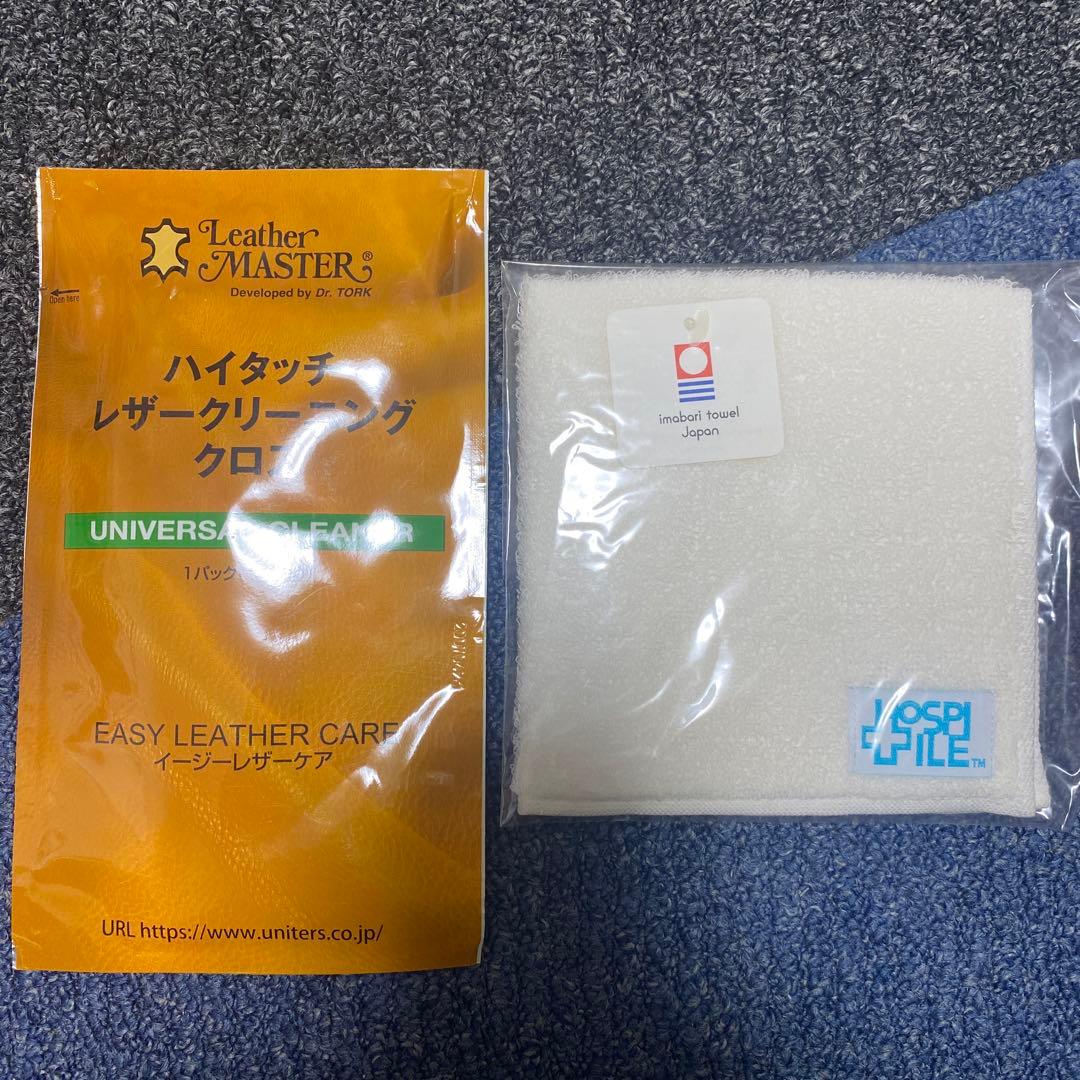 Leather
MASTER®
Developed by Dr. TORK
Open here
ハイタッチ
レザークリーニング
クロス
UNIVERSAL CLEANER
1パック
EASY LEATHER CARE
イージーレザーケア
URL https://www.uniters.co.jp/
imabari towel
Japan
HOSPI
PILE™